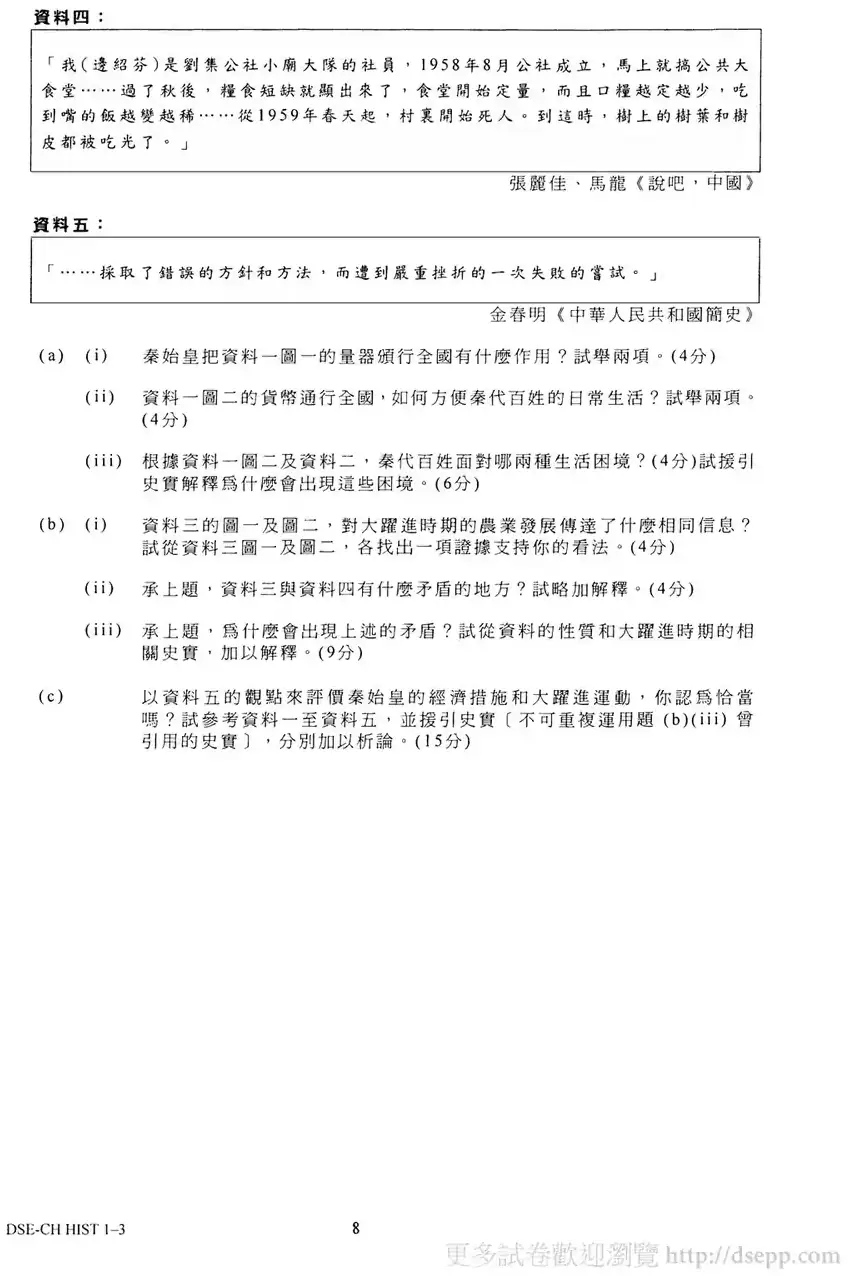 資料四：
「我(邊紹芬)是劉集公社小廟大隊的社員，1958年8月公社成立，馬上就搞公共大
食堂……過了秋後，糧食短缺就顯出來了，食堂開始定量，而且口糧越定越少，吃
到嘴的飯越變越稀……從1959年春天起，村裏開始死人。到這時，樹上的樹葉和樹
皮都被吃光了。」
張麗佳、馬龍《說吧，中國》
資料五：
「……採取了錯誤的方針和方法，而遭到嚴重挫折的一次失敗的嘗試。」
金春明《中華人民共和國簡史》
(a) (i) 秦始皇把資料一圖一的量器頒行全國有什麼作用？試舉兩項。(4分)
(ii) 資料一圖二的貨幣通行全國，如何方便秦代百姓的日常生活？試舉兩項。
(4分)
(iii) 根據資料一圖二及資料二，秦代百姓面對哪兩種生活困境？(4分)試援引
史實解釋爲什麼會出現這些困境。(6分)
(b) (i) 資料三的圖一及圖二，對大躍進時期的農業發展傳達了什麼相同信息？
試從資料三圖一及圖二，各找出一項證據支持你的看法。(4分)
(ii) 承上題，資料三與資料四有什麼矛盾的地方？試略加解釋。(4分)
(iii) 承上題，爲什麼會出現上述的矛盾？試從資料的性質和大躍進時期的相
關史實，加以解釋。(9分)
(c) 以資料五的觀點來評價秦始皇的經濟措施和大躍進運動，你認爲恰當
嗎？試參考資料一至資料五，並援引史實〔不可重複運用題 (b)(iii) 曾
引用的史實〕，分別加以析論。(15分)
DSE-CH HIST 1–3
8
更多試卷歡迎瀏覽 http://dsepp.com